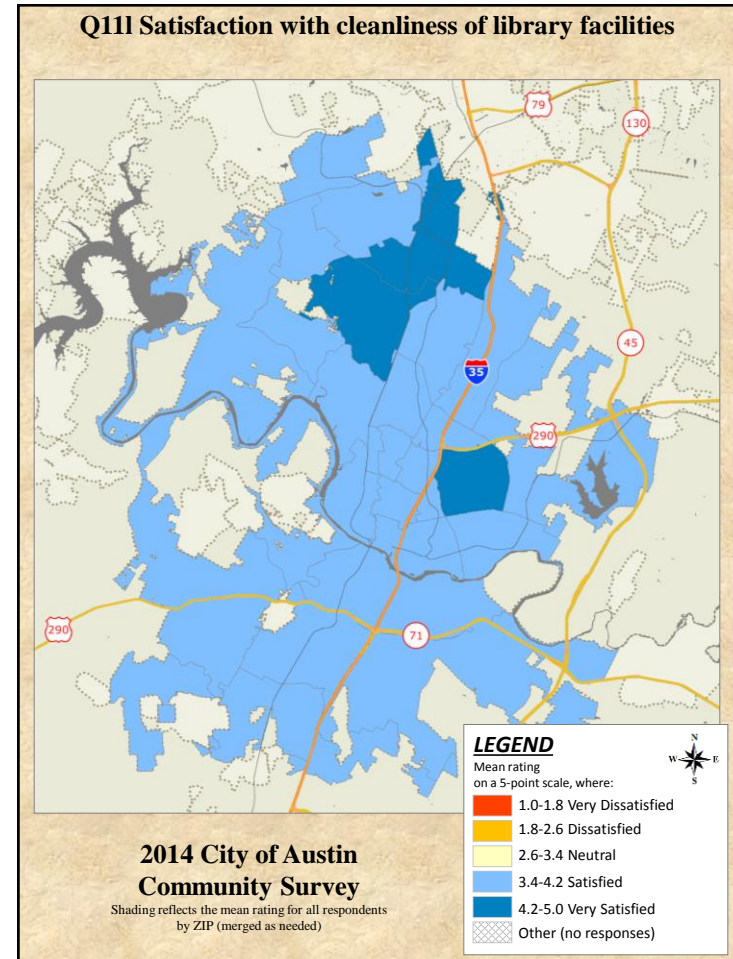 Q11l Satisfaction with cleanliness of library facilities
79
130
45
35
290
290
71
LEGEND
Mean rating
on a 5-point scale, where:
N
W E
S
1.0-1.8 Very Dissatisfied
1.8-2.6 Dissatisfied
2.6-3.4 Neutral
3.4-4.2 Satisfied
4.2-5.0 Very Satisfied
Other (no responses)
2014 City of Austin
Community Survey
Shading reflects the mean rating for all respondents
by ZIP (merged as needed)